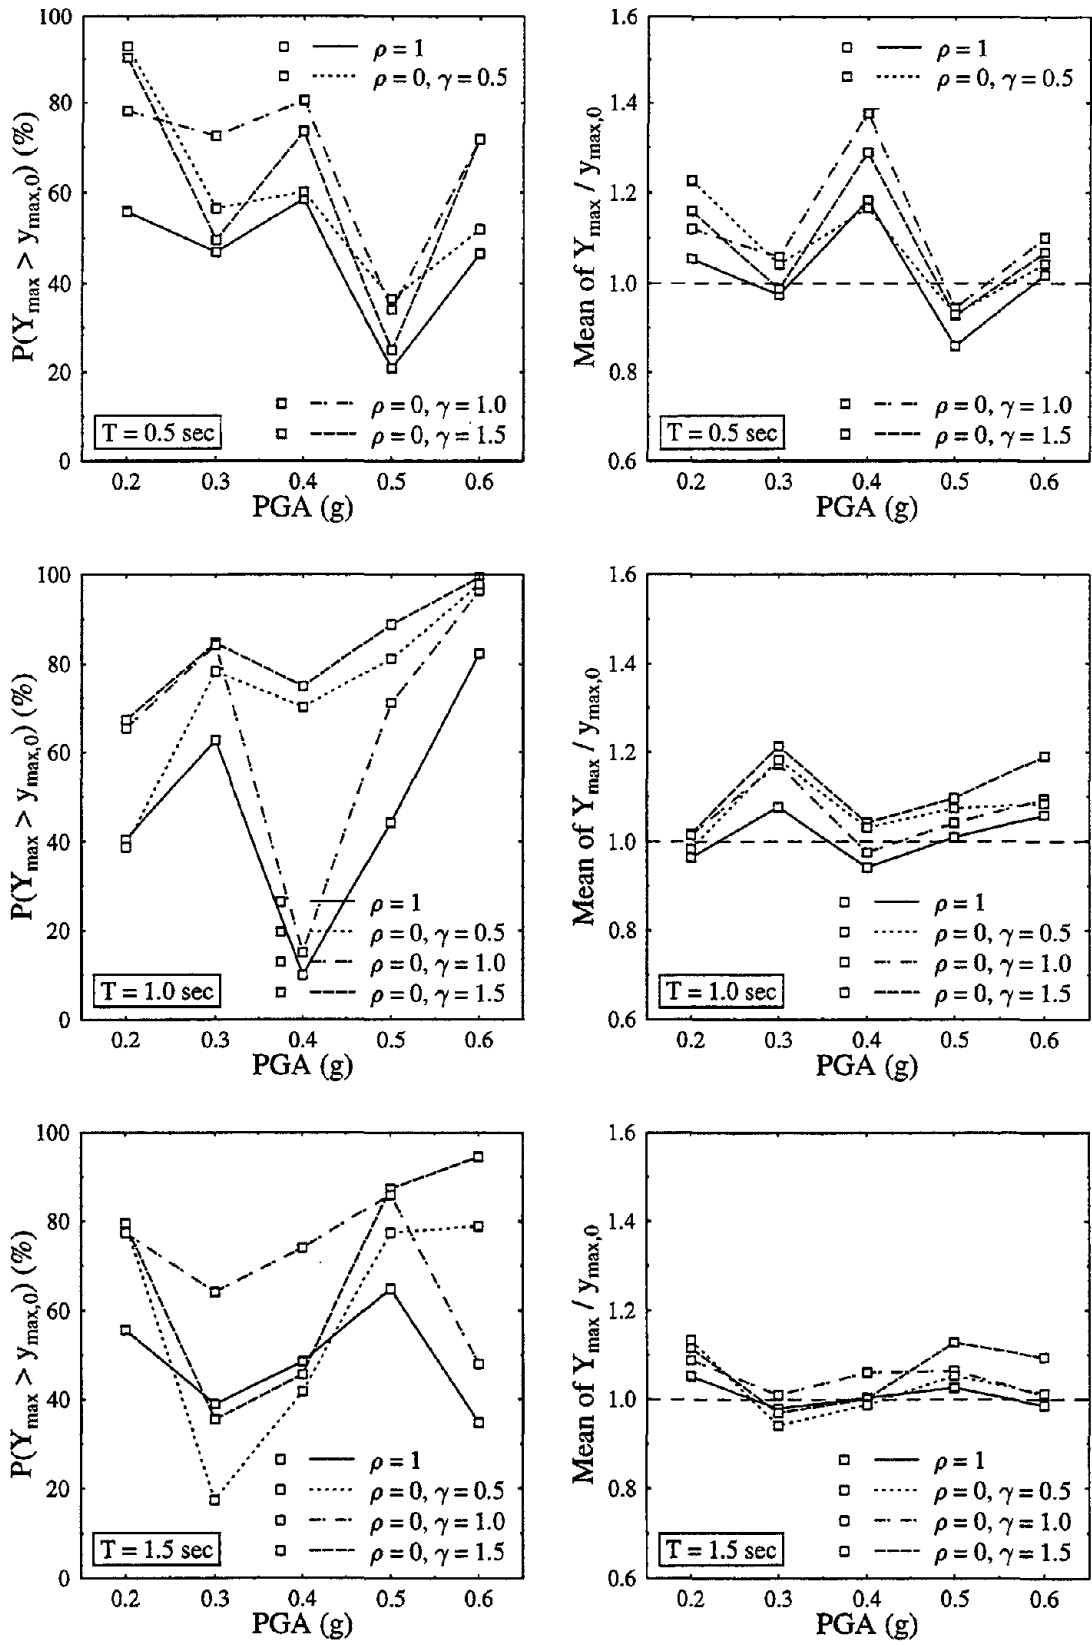 100
80
60
40
20
0
P(Y_max > y_max,0) (%)
ρ = 1
ρ = 0, γ = 0.5
ρ = 0, γ = 1.0
ρ = 0, γ = 1.5
T = 0.5 sec
0.2 0.3 0.4 0.5 0.6
PGA (g)
1.6
1.4
1.2
1.0
0.8
0.6
Mean of Y_max / y_max,0
ρ = 1
ρ = 0, γ = 0.5
ρ = 0, γ = 1.0
ρ = 0, γ = 1.5
T = 0.5 sec
0.2 0.3 0.4 0.5 0.6
PGA (g)
100
80
60
40
20
0
P(Y_max > y_max,0) (%)
ρ = 1
ρ = 0, γ = 0.5
ρ = 0, γ = 1.0
ρ = 0, γ = 1.5
T = 1.0 sec
0.2 0.3 0.4 0.5 0.6
PGA (g)
1.6
1.4
1.2
1.0
0.8
0.6
Mean of Y_max / y_max,0
ρ = 1
ρ = 0, γ = 0.5
ρ = 0, γ = 1.0
ρ = 0, γ = 1.5
T = 1.0 sec
0.2 0.3 0.4 0.5 0.6
PGA (g)
100
80
60
40
20
0
P(Y_max > y_max,0) (%)
ρ = 1
ρ = 0, γ = 0.5
ρ = 0, γ = 1.0
ρ = 0, γ = 1.5
T = 1.5 sec
0.2 0.3 0.4 0.5 0.6
PGA (g)
1.6
1.4
1.2
1.0
0.8
0.6
Mean of Y_max / y_max,0
ρ = 1
ρ = 0, γ = 0.5
ρ = 0, γ = 1.0
ρ = 0, γ = 1.5
T = 1.5 sec
0.2 0.3 0.4 0.5 0.6
PGA (g)